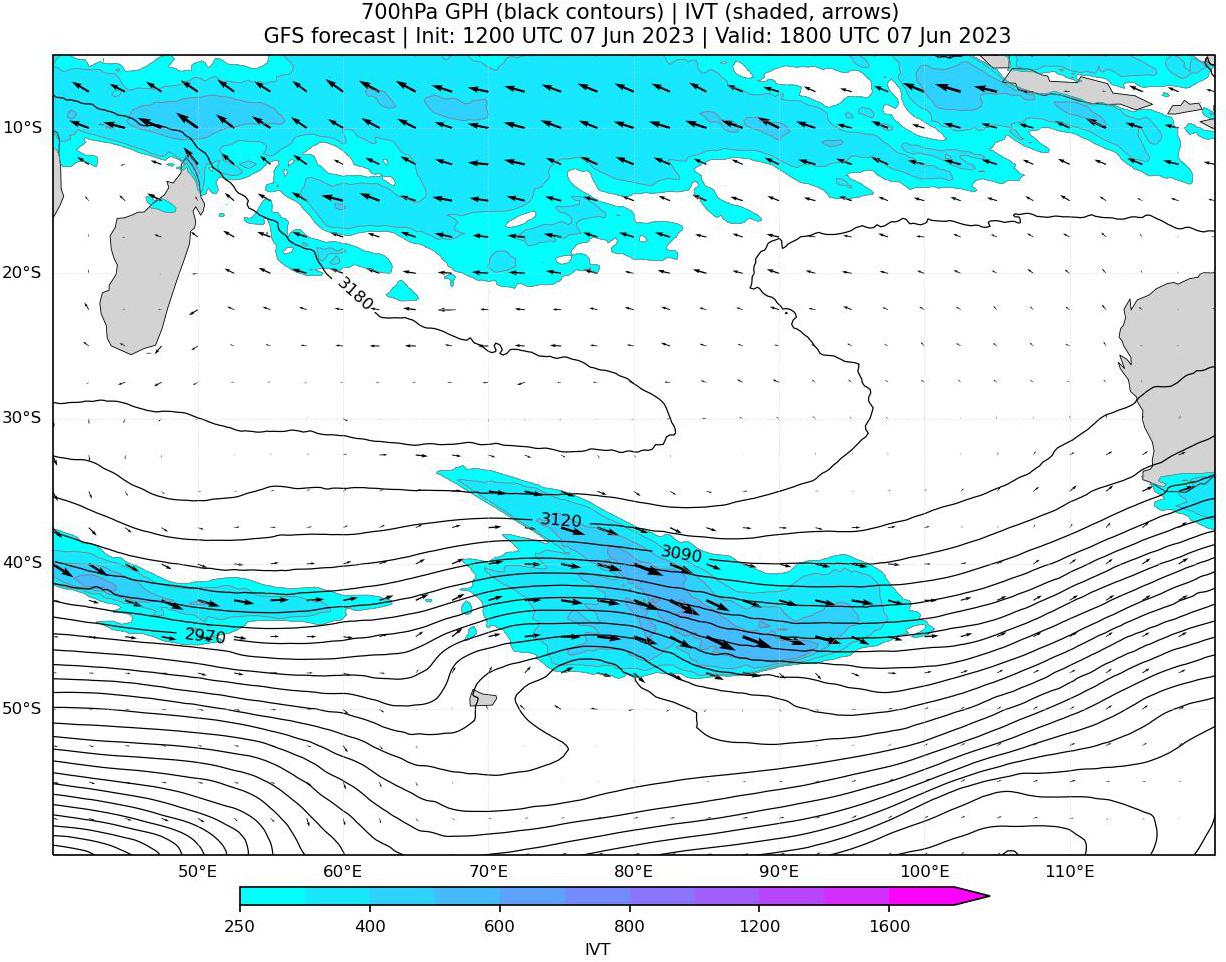 700hPa GPH (black contours) | IVT (shaded, arrows)
GFS forecast | Init: 1200 UTC 07 Jun 2023 | Valid: 1800 UTC 07 Jun 2023
10°S
20°S
3180
30°S
3120
3090
40°S
2970
50°S
50°E 60°E 70°E 80°E 90°E 100°E 110°E
250 400 600 800 1200 1600
IVT